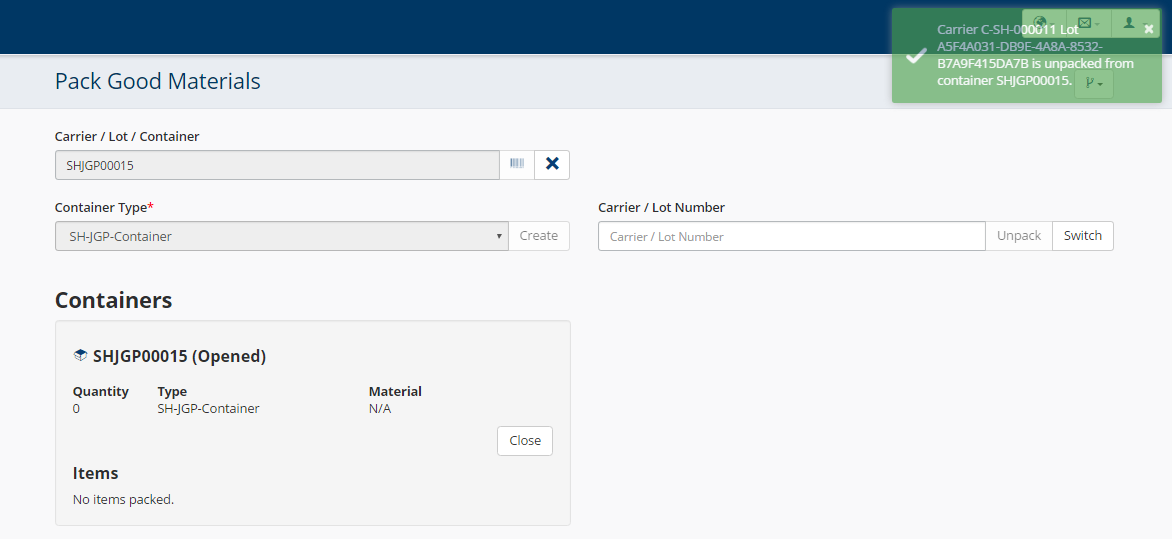 Carrier C-SH-000011 Lot
A5F4A031-DB9E-4A8A-8532-
B7A9F415DA7B is unpacked from
container SHJGP00015.
Pack Good Materials
Carrier / Lot / Container
SHJGP00015
Container Type*
SH-JGP-Container
Create
Carrier / Lot Number
Carrier / Lot Number
Unpack
Switch
Containers
SHJGP00015 (Opened)
Quantity Type Material
0 SH-JGP-Container N/A
Close
Items
No items packed.